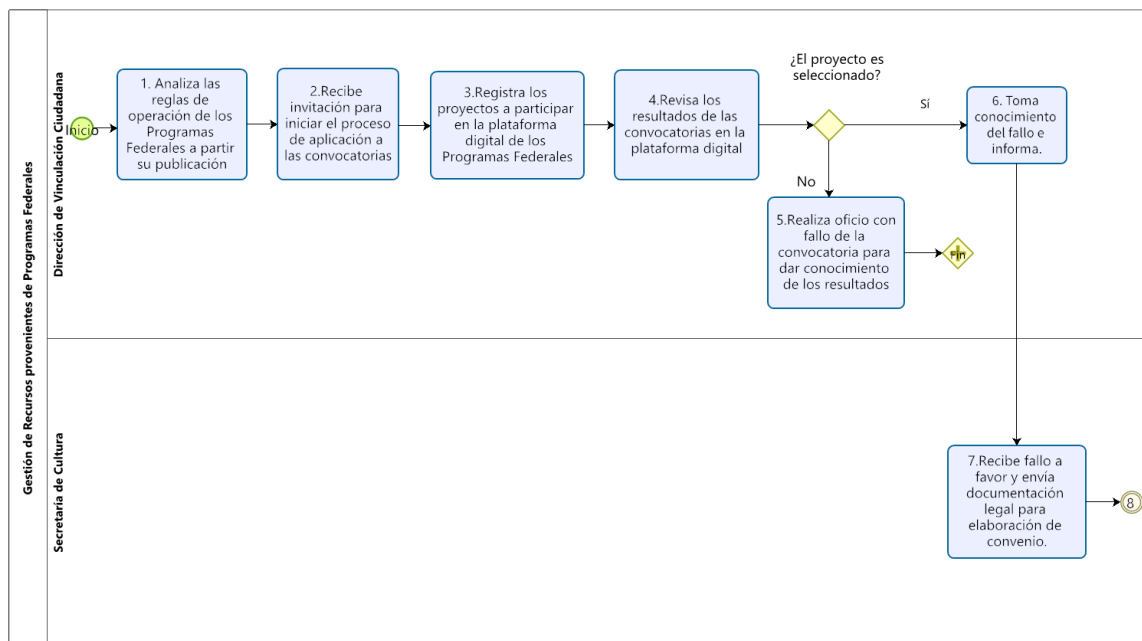 Gestión de Recursos provenientes de Programas Federales
Dirección de Vinculación Ciudadana
Inicio
1. Analiza las
reglas de
operación de los
Programas
Federales a partir
su publicación
2.Recibe
invitación para
iniciar el proceso
de aplicación a
las convocatorias
3.Registra los
proyectos a participar
en la plataforma
digital de los
Programas Federales
4.Revisa los
resultados de las
convocatorias en la
plataforma digital
¿El proyecto es
seleccionado?
Sí
No
5.Realiza oficio con
fallo de la
convocatoria para
dar conocimiento
de los resultados
Fin
6. Toma
conocimiento
del fallo e
informa.
Secretaría de Cultura
7.Recibe fallo a
favor y envía
documentación
legal para
elaboración de
convenio.
8